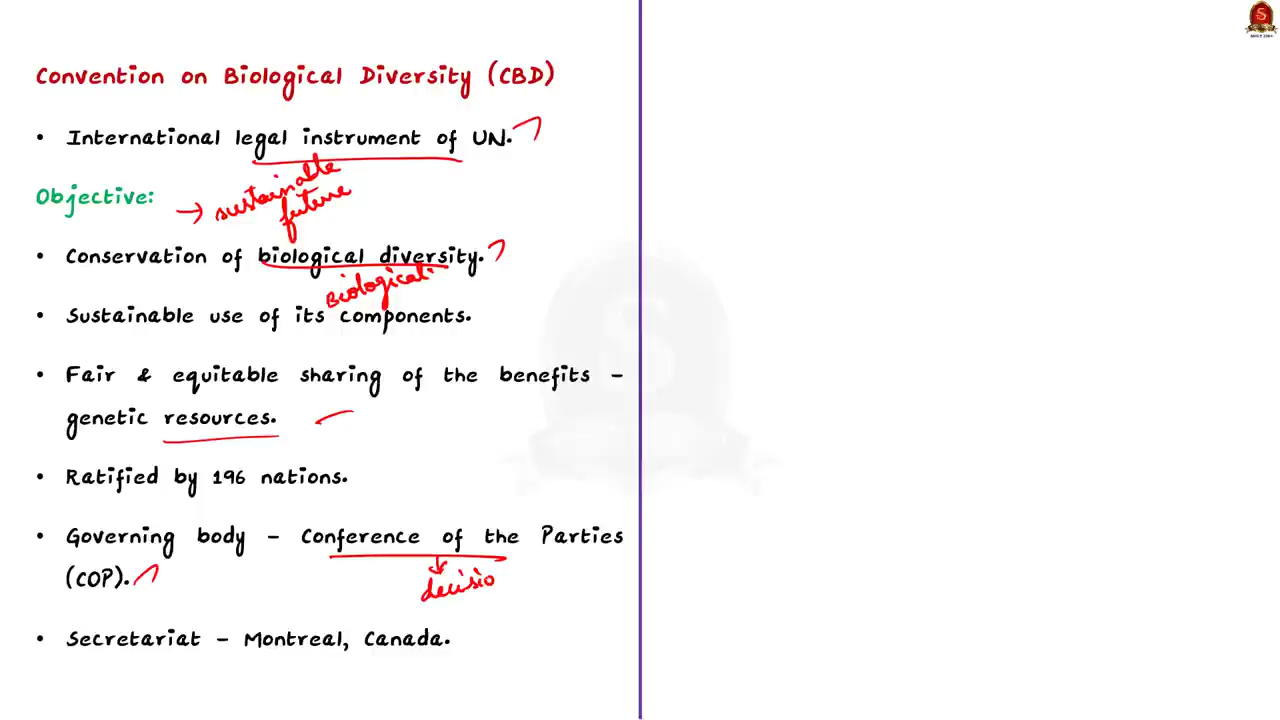 Convention on Biological Diversity (CBD)
• International legal instrument of UN.
Objective:
→ sustainable
future
• Conservation of biological diversity.
Biological
• Sustainable use of its components.
• Fair & equitable sharing of the benefits –
genetic resources.
• Ratified by 196 nations.
• Governing body – Conference of the Parties
(COP).
decisio
• Secretariat – Montreal, Canada.